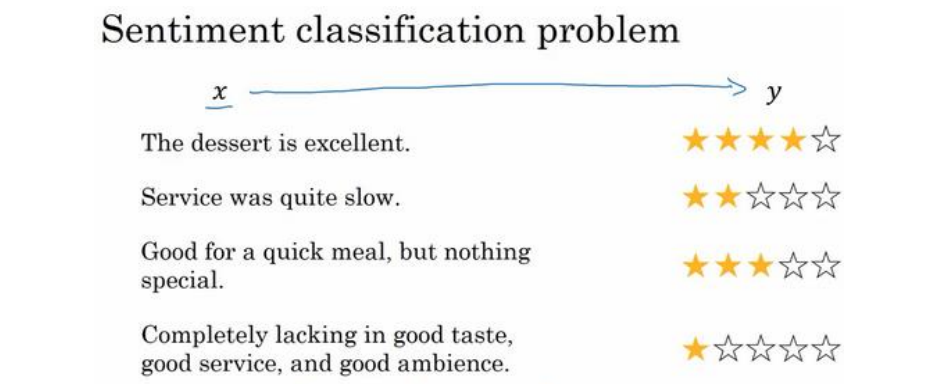 Sentiment classification problem
x y
The dessert is excellent.
Service was quite slow.
Good for a quick meal, but nothing
special.
Completely lacking in good taste,
good service, and good ambience.